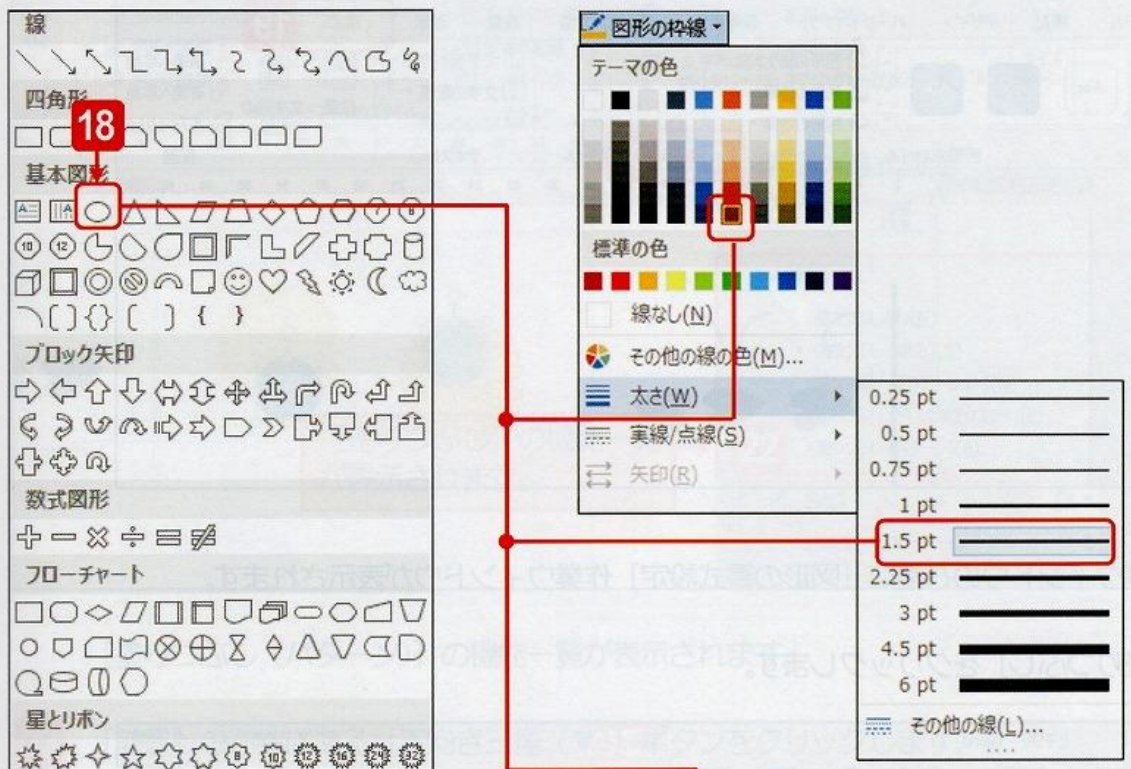 線
四角形
18
基本図形
ブロック矢印
数式図形
フローチャート
星とリボン
図形の枠線
テーマの色
標準の色
線なし(N)
その他の線の色(M)...
太さ(W)
実線/点線(S)
矢印(R)
0.25 pt
0.5 pt
0.75 pt
1 pt
1.5 pt
2.25 pt
3 pt
4.5 pt
6 pt
その他の線(L)...